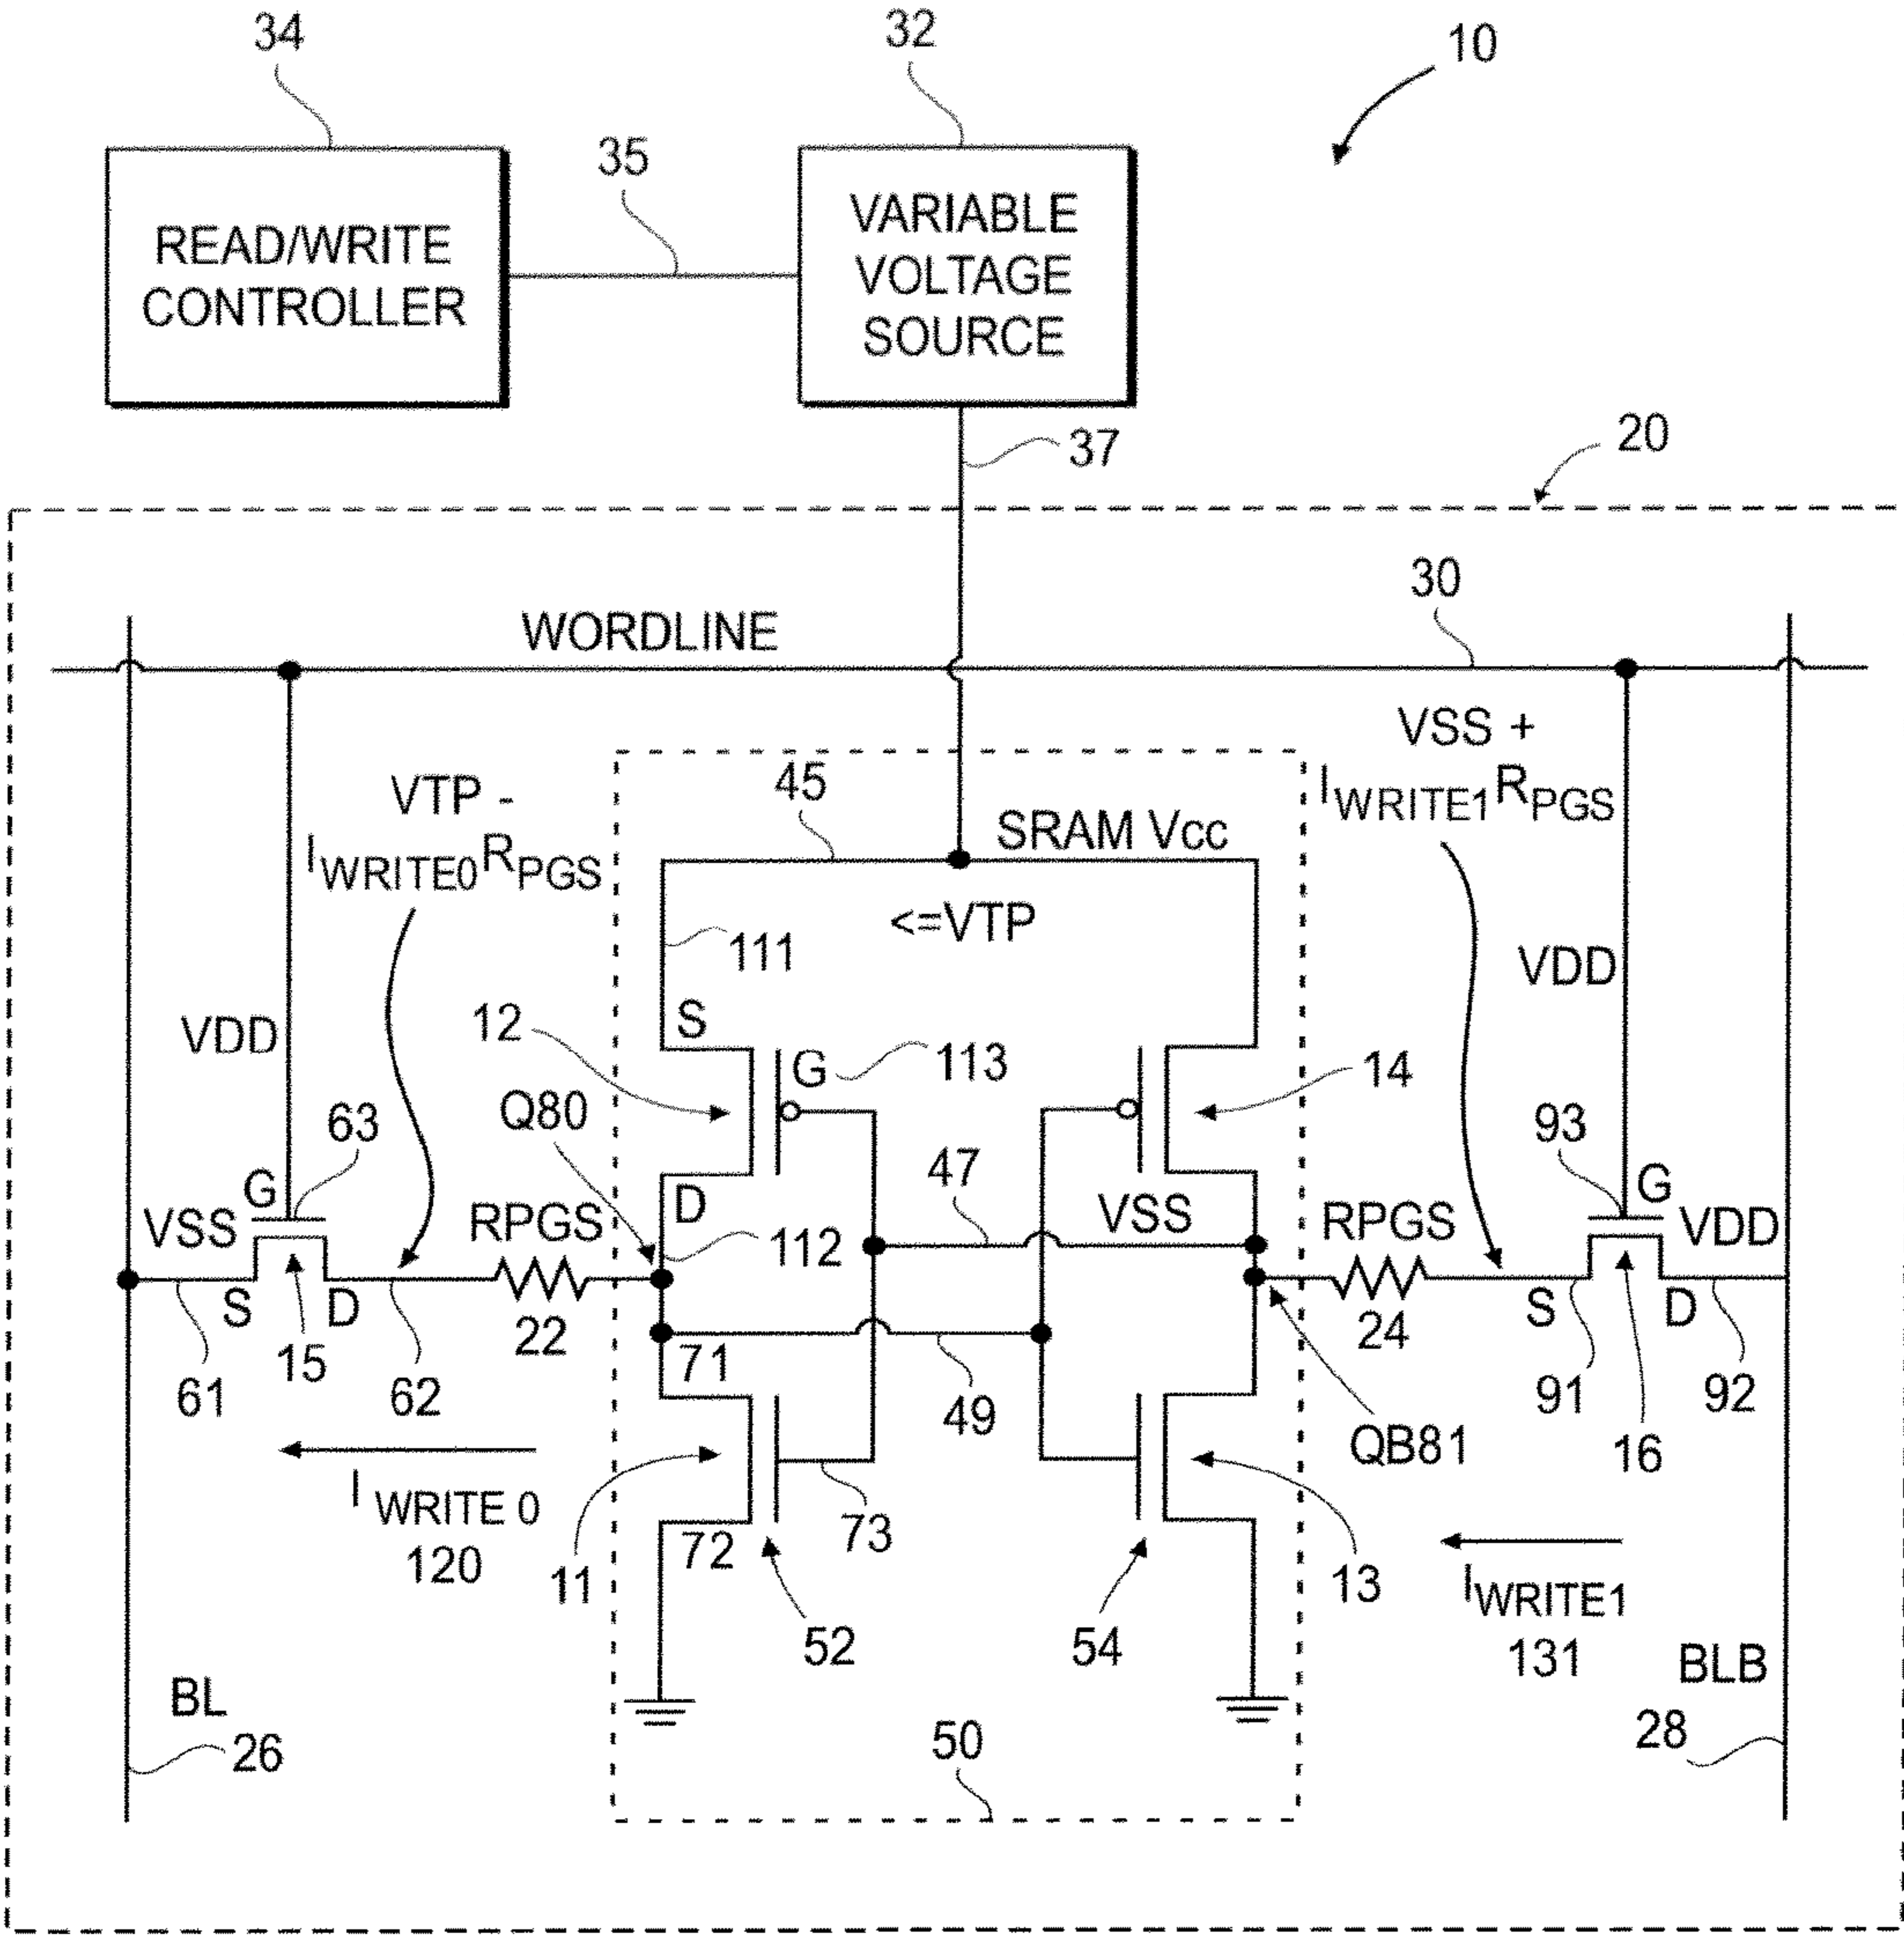 34
32
10
35
READ/WRITE
CONTROLLER
VARIABLE
VOLTAGE
SOURCE
37
20
30
WORDLINE
VSS +
IWRITE1RPGS
VTP -
IWRITE0RPGS
45
SRAM Vcc
<=VTP
111
VDD
VDD
S
12
G
113
14
Q80
63
93
G
47
G
VSS
RPGS
D
VSS
RPGS
VDD
112
S
D
22
71
24
S
D
61
15
62
49
91
92
QB81
16
I WRITE 0
120
11
72
73
13
IWRITE1
131
52
54
BL
26
BLB
28
50